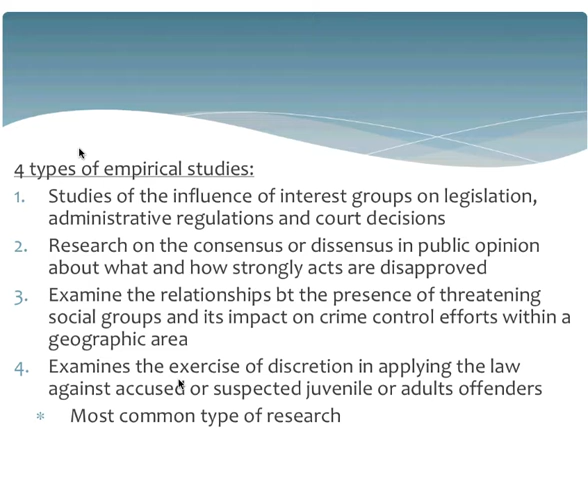 4 types of empirical studies:
1. Studies of the influence of interest groups on legislation,
administrative regulations and court decisions
2. Research on the consensus or dissensus in public opinion
about what and how strongly acts are disapproved
3. Examine the relationships bt the presence of threatening
social groups and its impact on crime control efforts within a
geographic area
4. Examines the exercise of discretion in applying the law
against accused or suspected juvenile or adults offenders
* Most common type of research